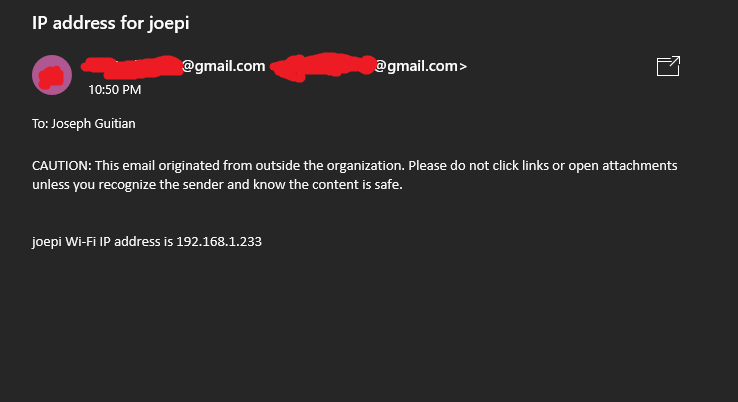 IP address for joepi
@gmail.com @gmail.com>
10:50 PM
To: Joseph Guitian
CAUTION: This email originated from outside the organization. Please do not click links or open attachments
unless you recognize the sender and know the content is safe.
joepi Wi-Fi IP address is 192.168.1.233